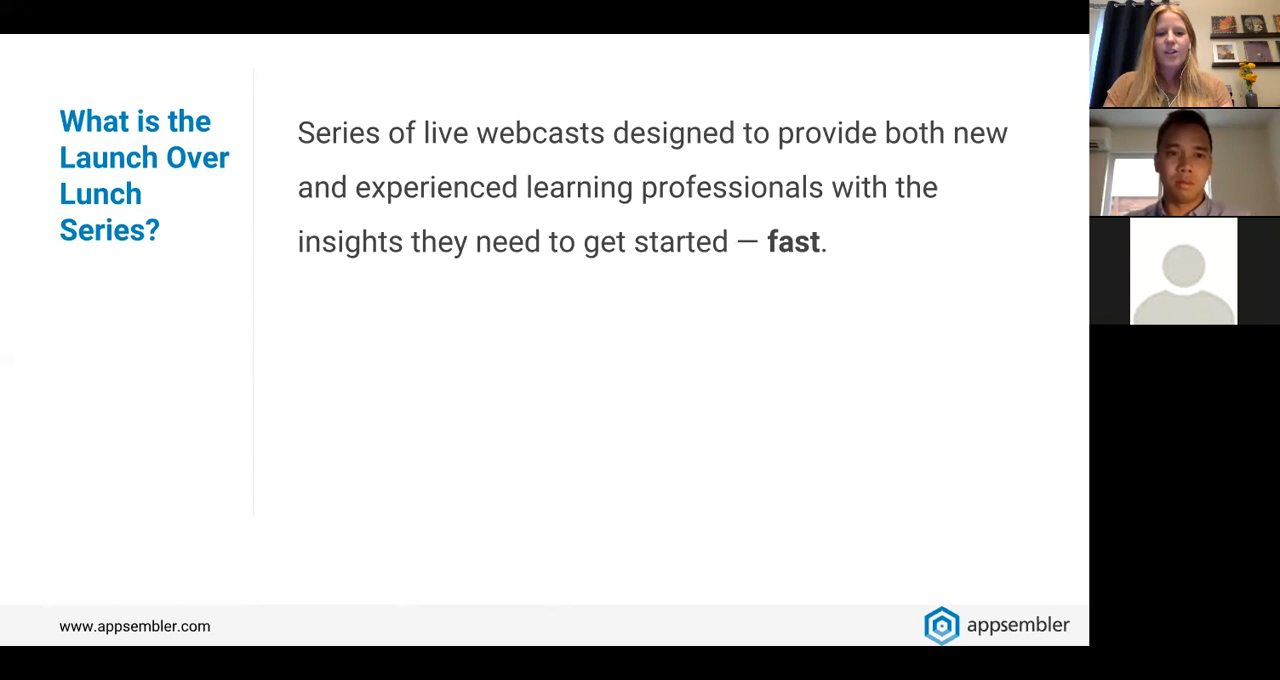 What is the
Launch Over
Lunch
Series?
Series of live webcasts designed to provide both new
and experienced learning professionals with the
insights they need to get started — fast.
www.appsembler.com
appsembler